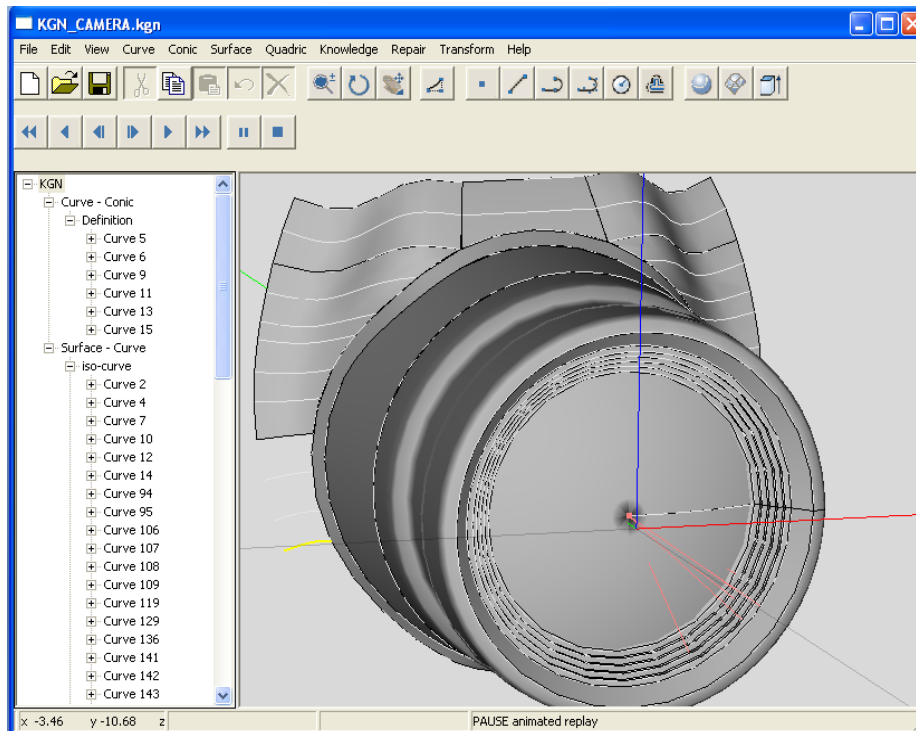 KGN_CAMERA.kgn
File Edit View Curve Conic Surface Quadric Knowledge Repair Transform Help
KGN
Curve - Conic
Definition
Curve 5
Curve 6
Curve 9
Curve 11
Curve 13
Curve 15
Surface - Curve
iso-curve
Curve 2
Curve 4
Curve 7
Curve 10
Curve 12
Curve 14
Curve 94
Curve 95
Curve 106
Curve 107
Curve 108
Curve 109
Curve 119
Curve 129
Curve 136
Curve 141
Curve 142
Curve 143
x -3.46 y -10.68 z PAUSE animated replay